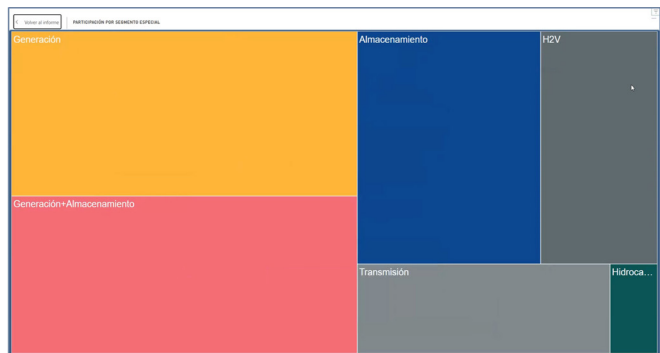 Volver al informe
PARTICIPACIÓN POR SEGMENTO ESPECIAL
Generación
Almacenamiento
H2V
Generación+Almacenamiento
Transmisión
Hidroca...